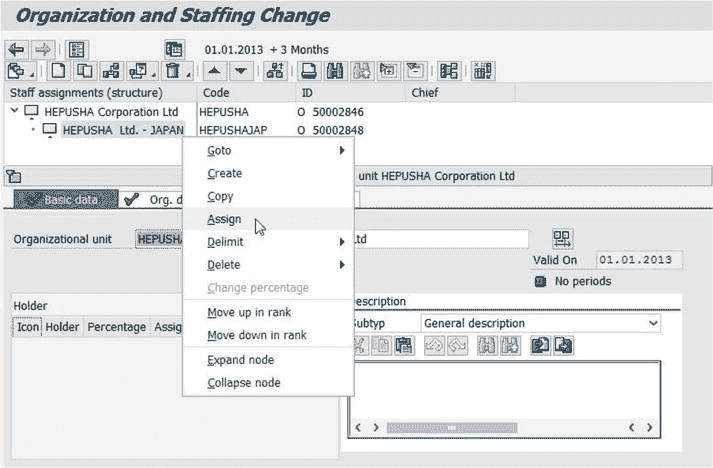 Organization and Staffing Change
01.01.2013 + 3 Months
Staff assignments (structure) Code ID Chief
HEPUSHA Corporation Ltd HEPUSHA O 50002846
HEPUSHA Ltd. - JAPAN HEPUSHAJAP O 50002848
Goto
Create
unit HEPUSHA Corporation Ltd
Copy
Basic data Org. d
Assign
Organizational unit HEPUSHA td
Delimit
Valid On 01.01.2013
Delete
No periods
Change percentage
Holder escription
Move up in rank
Icon Holder Percentage Assig Subtyp General description
Move down in rank
Expand node
Collapse node